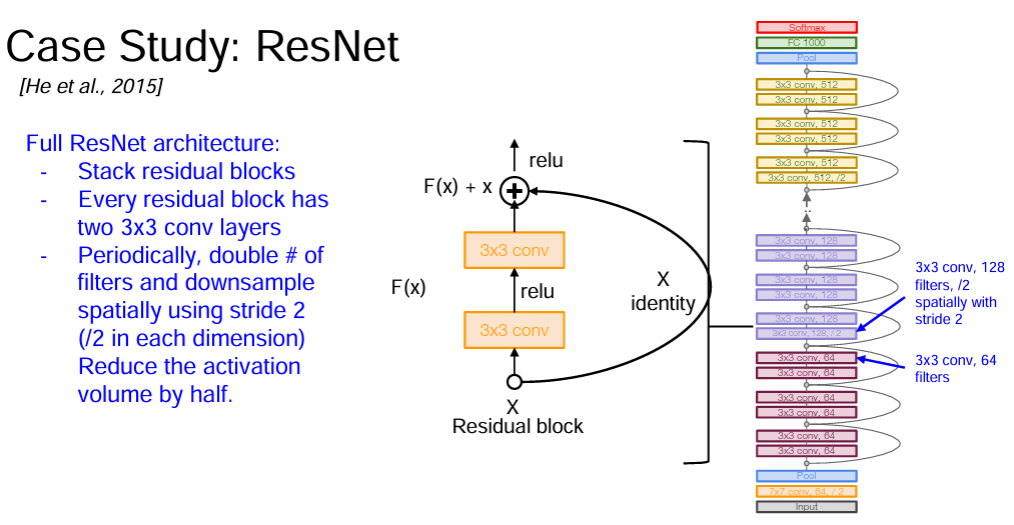 Case Study: ResNet
[He et al., 2015]
Full ResNet architecture:
- Stack residual blocks
- Every residual block has
two 3x3 conv layers
- Periodically, double # of
filters and downsample
spatially using stride 2
(/2 in each dimension)
Reduce the activation
volume by half.
relu
F(x) + x
+
3x3 conv
F(x)
relu
3x3 conv
X
identity
X
Residual block
Softmax
FC 1000
Pool
3x3 conv, 512
3x3 conv, 512
3x3 conv, 512
3x3 conv, 512
3x3 conv, 512
3x3 conv, 512, /2
..
3x3 conv, 128
3x3 conv, 128
3x3 conv, 128
3x3 conv, 128
3x3 conv, 128
3x3 conv, 128, / 2
3x3 conv, 64
3x3 conv, 64
3x3 conv, 64
3x3 conv, 64
3x3 conv, 64
3x3 conv, 64
Pool
7x7 conv, 64, / 2
Input
3x3 conv, 128
filters, /2
spatially with
stride 2
3x3 conv, 64
filters